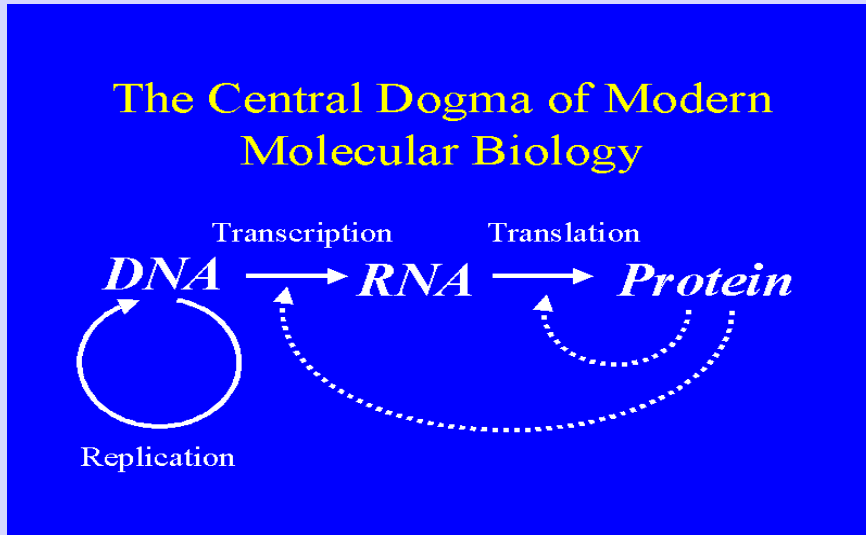 The Central Dogma of Modern
Molecular Biology
Transcription Translation
DNA RNA Protein
Replication